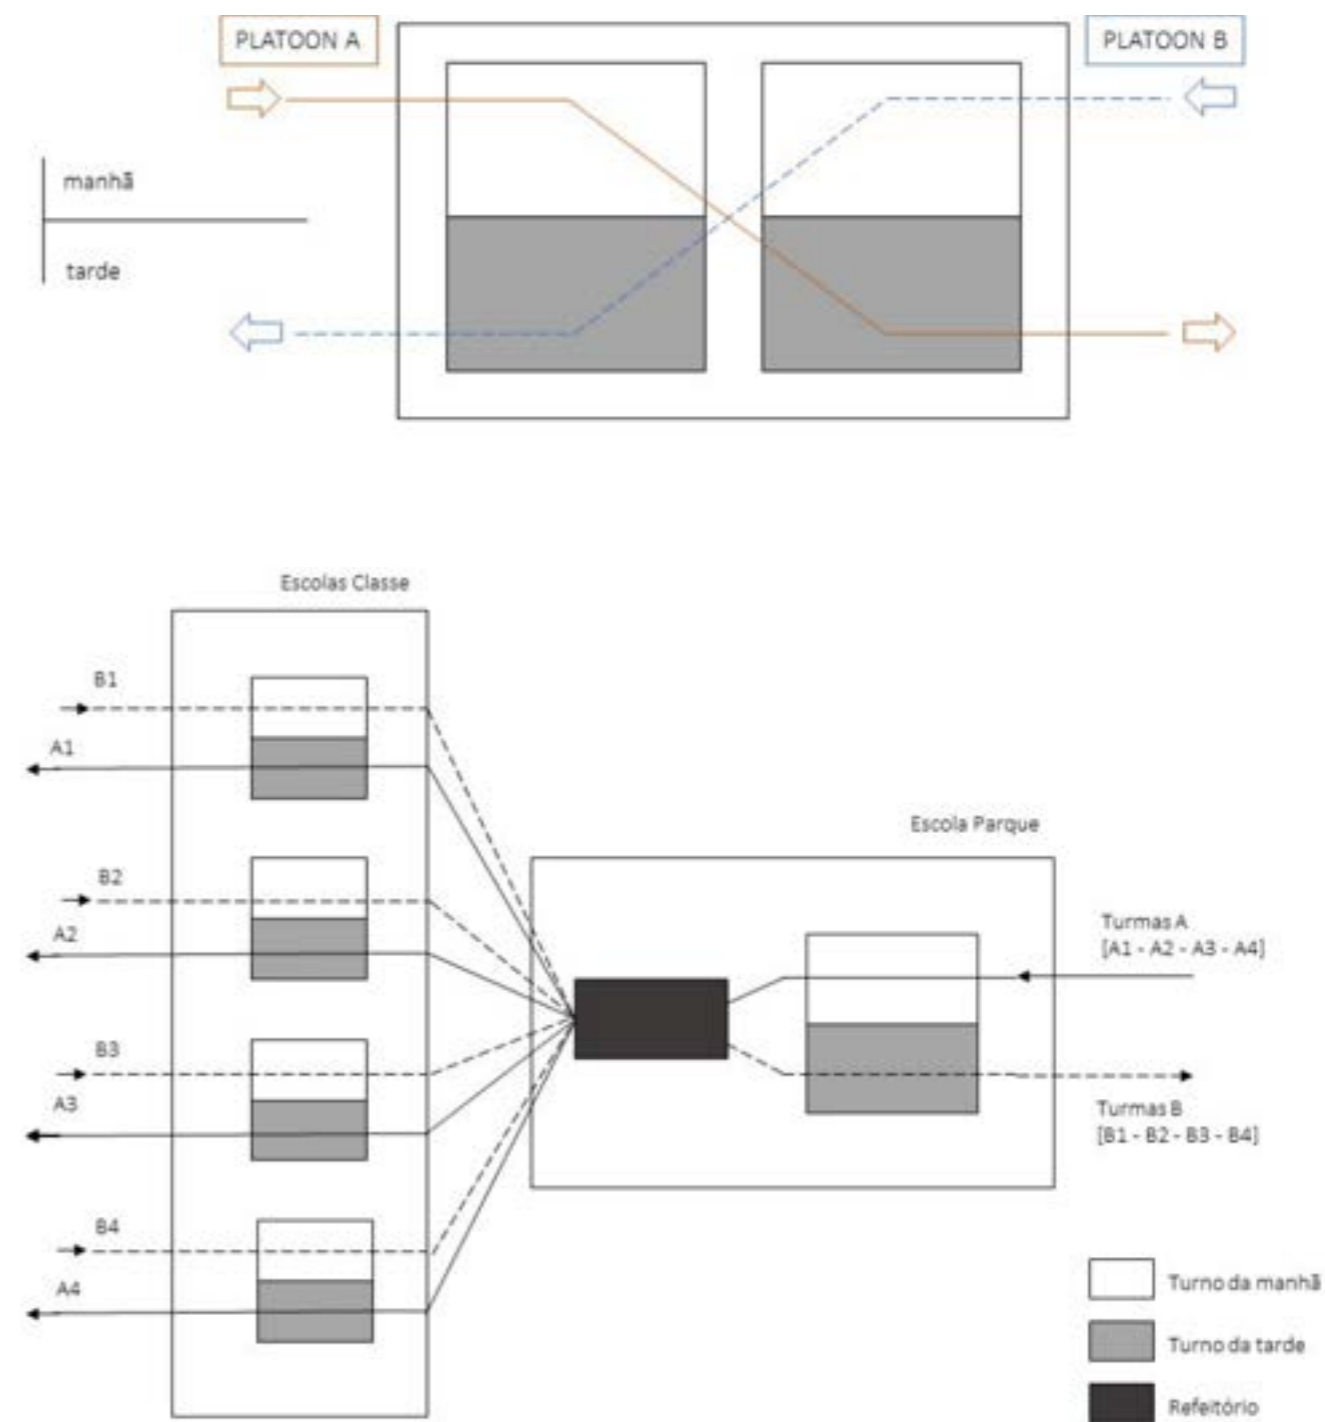 PLATOON A
PLATOON B
manhã
tarde
Escolas Classe
B1
A1
B2
A2
B3
A3
B4
A4
Escola Parque
Turmas A
[A1 - A2 - A3 - A4]
Turmas B
[B1 - B2 - B3 - B4]
Turno da manhã
Turno da tarde
Refeitório